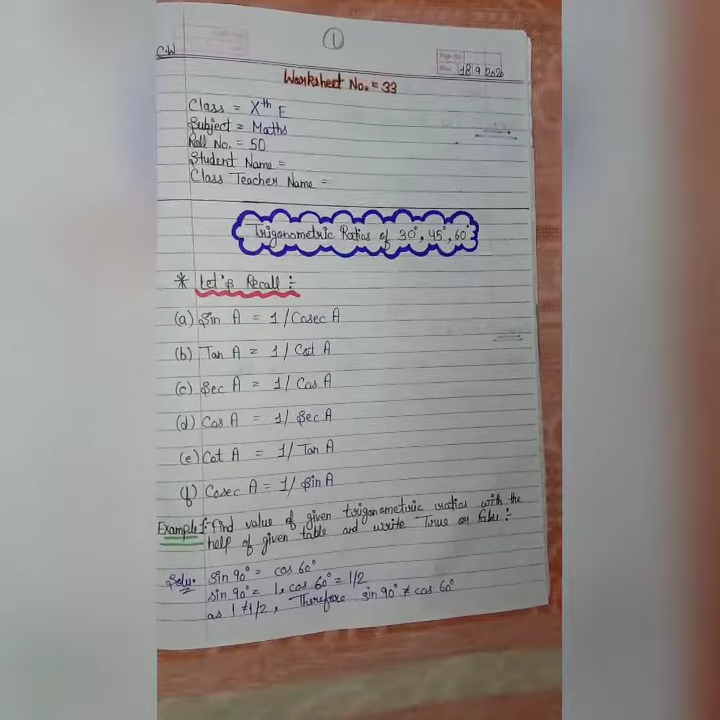 1
C.W
Page No.
Date 18 9 2020
Worksheet No. = 33
Class = Xth E
Subject = Maths
Roll No. = 50
Student Name =
Class Teacher Name =
Trigonometric Ratios of 30°, 45°, 60°
* Let's Recall :-
(a) Sin A = 1 / Cosec A
(b) Tan A = 1 / Cot A
(c) Sec A = 1 / Cos A
(d) Cos A = 1 / Sec A
(e) Cot A = 1 / Tan A
(f) Cosec A = 1 / Sin A
Example 1:- Find value of given trigonometric ratios with the
help of given table and write True or False :-
Solu. Sin 90° = cos 60°
sin 90° = 1, cos 60° = 1/2
as 1 ≠ 1/2, Therefore sin 90° ≠ cos 60°